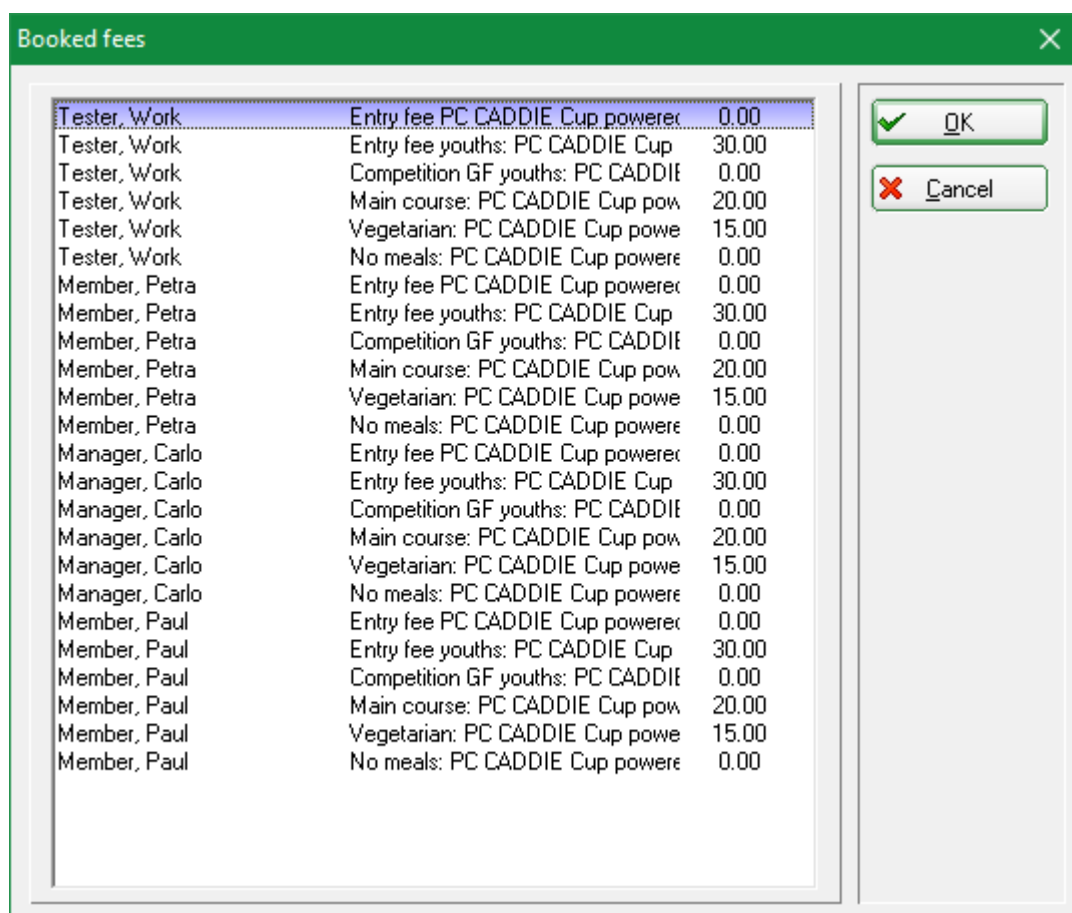 Booked fees
Tester, Work Entry fee PC CADDIE Cup powered 0.00
Tester, Work Entry fee youths: PC CADDIE Cup 30.00
Tester, Work Competition GF youths: PC CADDIE 0.00
Tester, Work Main course: PC CADDIE Cup pow 20.00
Tester, Work Vegetarian: PC CADDIE Cup powe 15.00
Tester, Work No meals: PC CADDIE Cup powere 0.00
Member, Petra Entry fee PC CADDIE Cup powered 0.00
Member, Petra Entry fee youths: PC CADDIE Cup 30.00
Member, Petra Competition GF youths: PC CADDIE 0.00
Member, Petra Main course: PC CADDIE Cup pow 20.00
Member, Petra Vegetarian: PC CADDIE Cup powe 15.00
Member, Petra No meals: PC CADDIE Cup powere 0.00
Manager, Carlo Entry fee PC CADDIE Cup powered 0.00
Manager, Carlo Entry fee youths: PC CADDIE Cup 30.00
Manager, Carlo Competition GF youths: PC CADDIE 0.00
Manager, Carlo Main course: PC CADDIE Cup pow 20.00
Manager, Carlo Vegetarian: PC CADDIE Cup powe 15.00
Manager, Carlo No meals: PC CADDIE Cup powere 0.00
Member, Paul Entry fee PC CADDIE Cup powered 0.00
Member, Paul Entry fee youths: PC CADDIE Cup 30.00
Member, Paul Competition GF youths: PC CADDIE 0.00
Member, Paul Main course: PC CADDIE Cup pow 20.00
Member, Paul Vegetarian: PC CADDIE Cup powe 15.00
Member, Paul No meals: PC CADDIE Cup powere 0.00
OK
Cancel